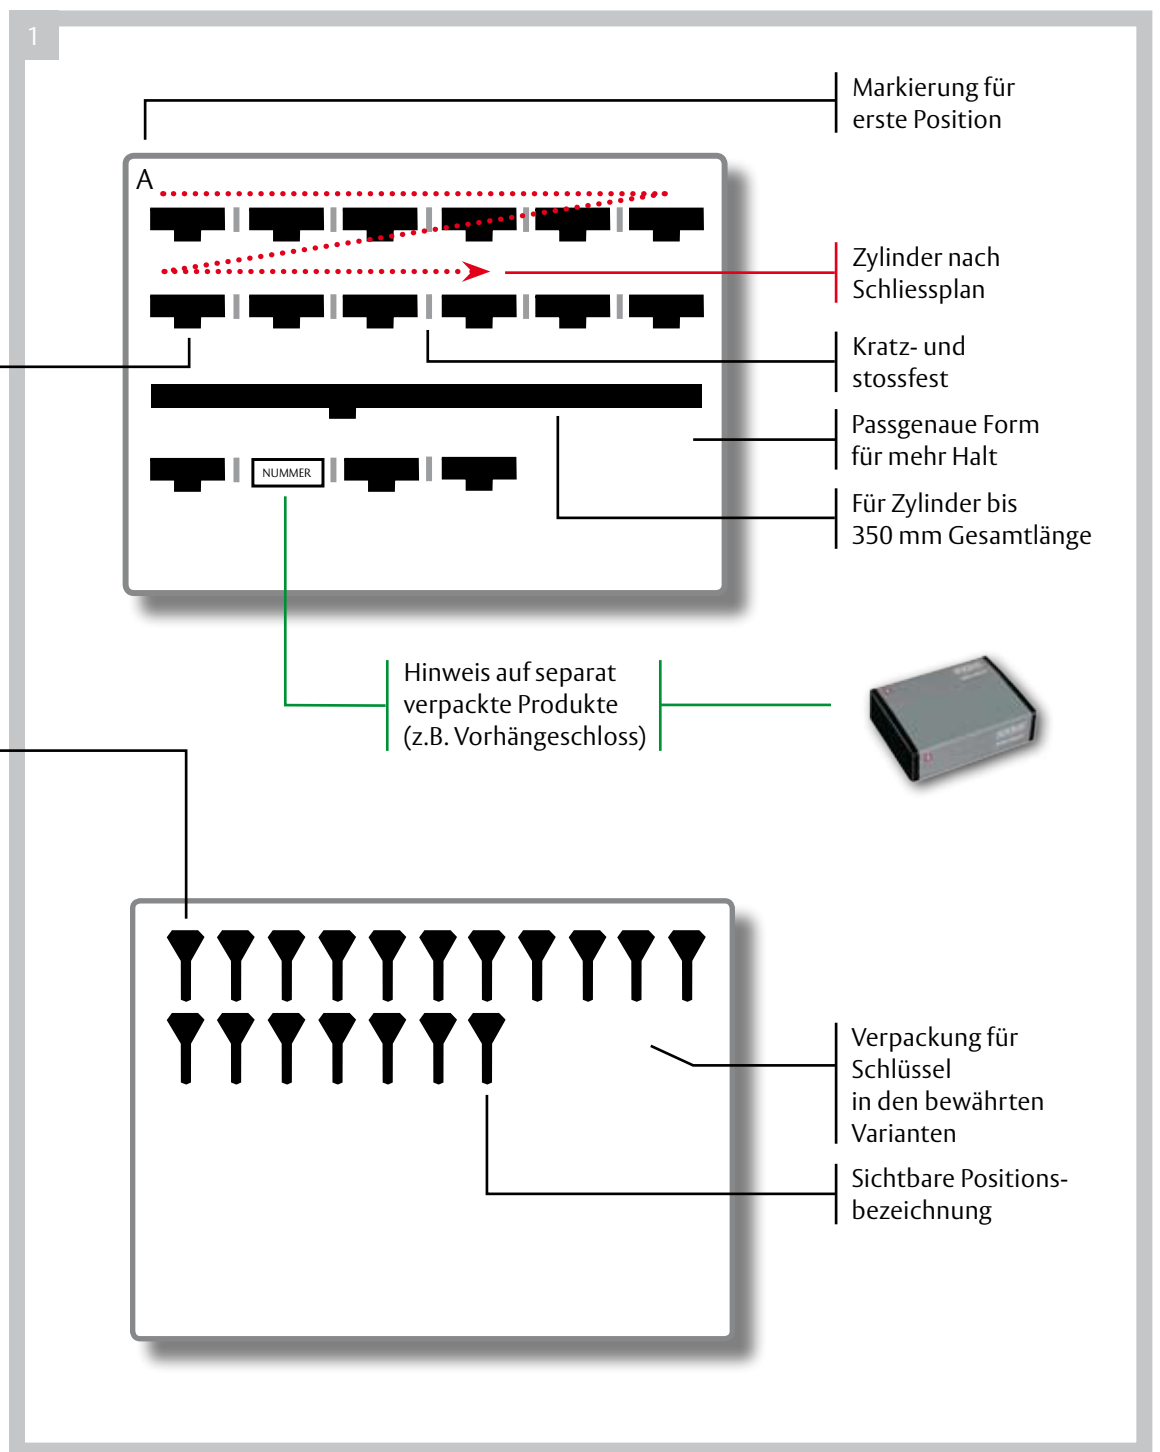 1
Markierung für
erste Position
A
Zylinder nach
Schliessplan
Kratz- und
stossfest
Passgenaue Form
für mehr Halt
NUMMER
Für Zylinder bis
350 mm Gesamtlänge
Hinweis auf separat
verpackte Produkte
(z.B. Vorhängeschloss)
Verpackung für
Schlüssel
in den bewährten
Varianten
Sichtbare Positions-
bezeichnung